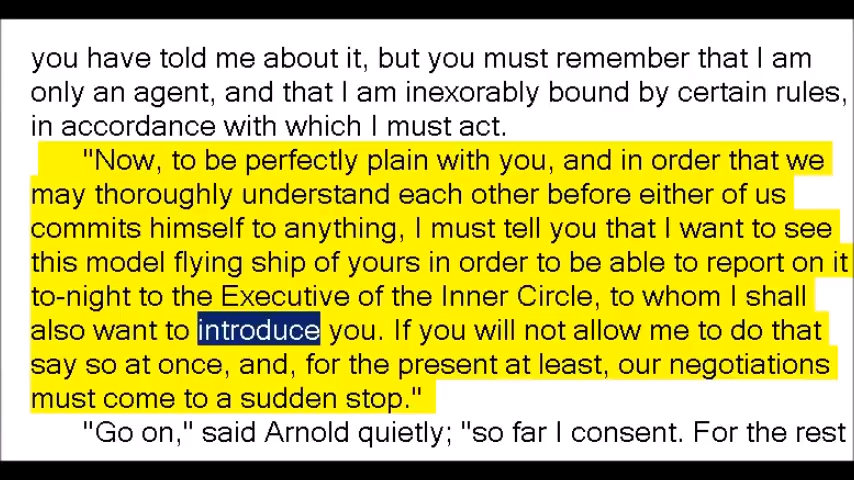 you have told me about it, but you must remember that I am
only an agent, and that I am inexorably bound by certain rules,
in accordance with which I must act.
"Now, to be perfectly plain with you, and in order that we
may thoroughly understand each other before either of us
commits himself to anything, I must tell you that I want to see
this model flying ship of yours in order to be able to report on it
to-night to the Executive of the Inner Circle, to whom I shall
also want to introduce you. If you will not allow me to do that
say so at once, and, for the present at least, our negotiations
must come to a sudden stop."
"Go on," said Arnold quietly; "so far I consent. For the rest